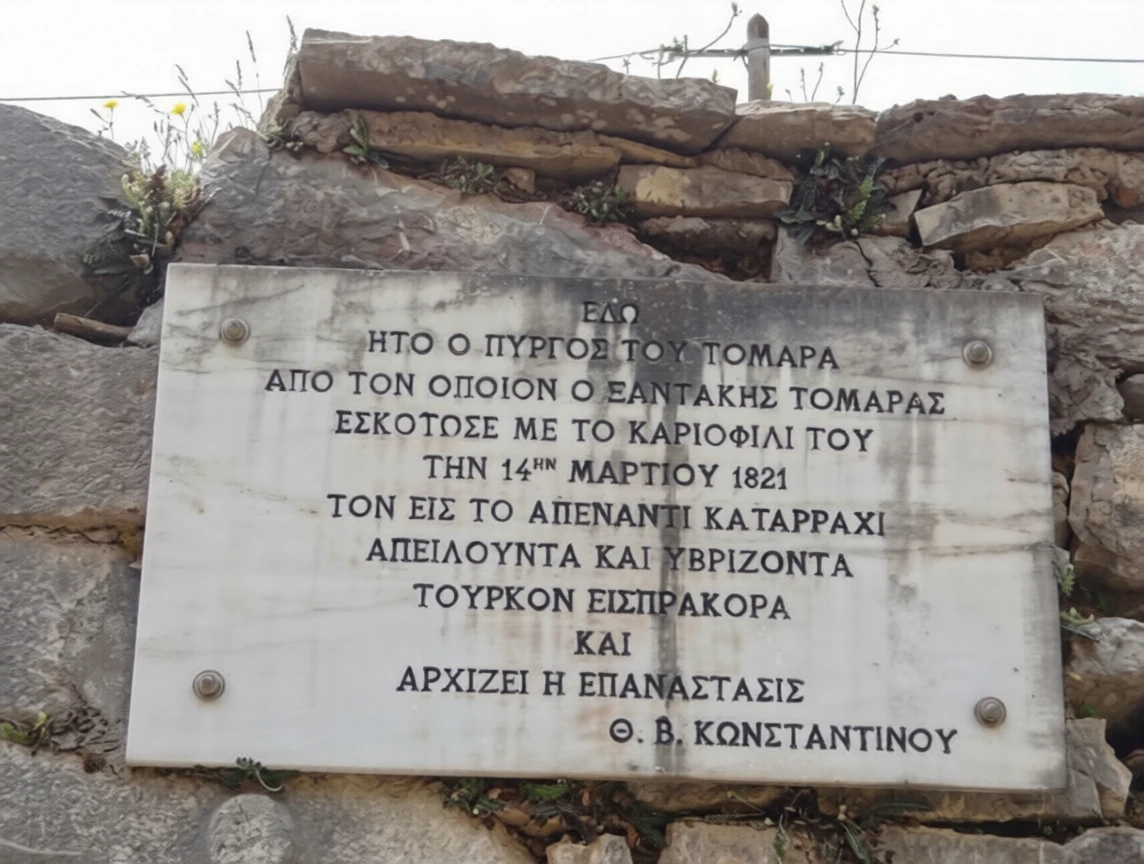 ΕΔΩ
ΗΤΟ Ο ΠΥΡΓΟΣ ΤΟΥ ΤΟΜΑΡΑ
ΑΠΟ ΤΟΝ ΟΠΟΙΟΝ Ο ΞΑΝΤΑΚΗΣ ΤΟΜΑΡΑΣ
ΕΣΚΟΤΩΣΕ ΜΕ ΤΟ ΚΑΡΙΟΦΙΛΙ ΤΟΥ
ΤΗΝ 14ΗΝ ΜΑΡΤΙΟΥ 1821
ΤΟΝ ΕΙΣ ΤΟ ΑΠΕΝΑΝΤΙ ΚΑΤΑΡΡΑΧΙ
ΑΠΕΙΛΟΥΝΤΑ ΚΑΙ ΥΒΡΙΖΟΝΤΑ
ΤΟΥΡΚΟΝ ΕΙΣΠΡΑΚΟΡΑ
ΚΑΙ
ΑΡΧΙΖΕΙ Η ΕΠΑΝΑΣΤΑΣΙΣ
Θ. Β. ΚΩΝΣΤΑΝΤΙΝΟΥ